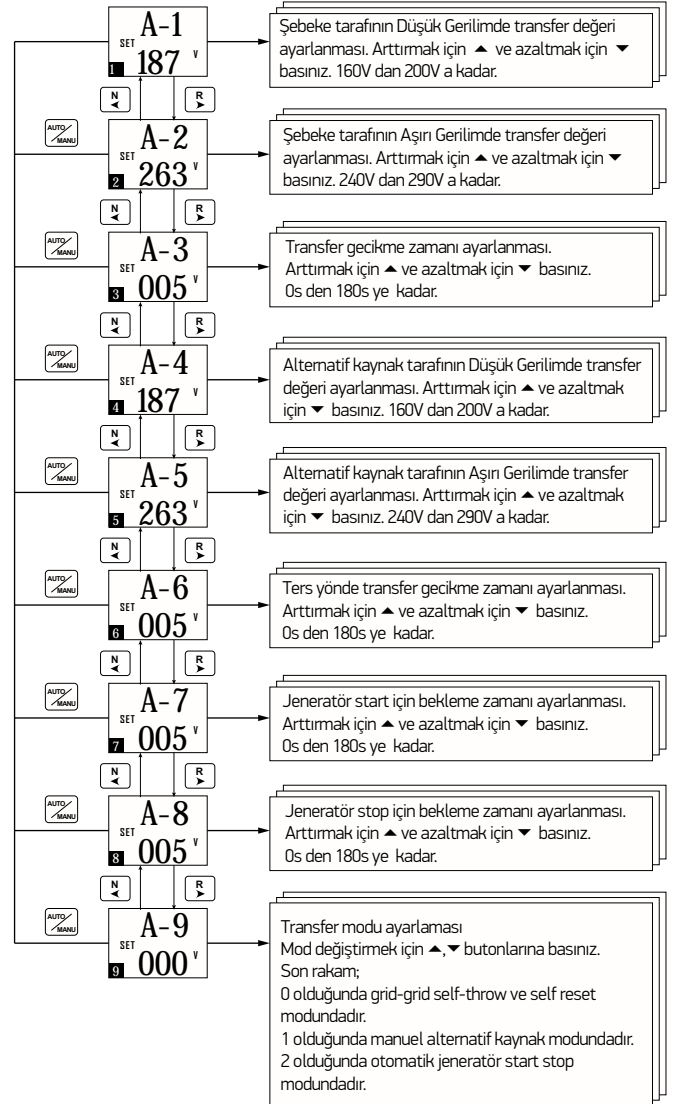 A-1
SET
1 187 V
Şebeke tarafının Düşük Gerilimde transfer değeri
ayarlanması. Arttırmak için ▲ ve azaltmak için ▼
basınız. 160V dan 200V a kadar.
N
R
AUTO/MANU
A-2
SET
2 263 V
Şebeke tarafının Aşırı Gerilimde transfer değeri
ayarlanması. Arttırmak için ▲ ve azaltmak için ▼
basınız. 240V dan 290V a kadar.
N
R
AUTO/MANU
A-3
SET
3 005 V
Transfer gecikme zamanı ayarlanması.
Arttırmak için ▲ ve azaltmak için ▼ basınız.
0s den 180s ye kadar.
N
R
AUTO/MANU
A-4
SET
4 187 V
Alternatif kaynak tarafının Düşük Gerilimde transfer
değeri ayarlanması. Arttırmak için ▲ ve azaltmak
için ▼ basınız. 160V dan 200V a kadar.
N
R
AUTO/MANU
A-5
SET
5 263 V
Alternatif kaynak tarafının Aşırı Gerilimde transfer
değeri ayarlanması. Arttırmak için ▲ ve azaltmak
için ▼ basınız. 240V dan 290V a kadar.
N
R
AUTO/MANU
A-6
SET
6 005 V
Ters yönde transfer gecikme zamanı ayarlanması.
Arttırmak için ▲ ve azaltmak için ▼ basınız.
0s den 180s ye kadar.
N
R
AUTO/MANU
A-7
SET
7 005 V
Jeneratör start için bekleme zamanı ayarlanması.
Arttırmak için ▲ ve azaltmak için ▼ basınız.
0s den 180s ye kadar.
N
R
AUTO/MANU
A-8
SET
8 005 V
Jeneratör stop için bekleme zamanı ayarlanması.
Arttırmak için ▲ ve azaltmak için ▼ basınız.
0s den 180s ye kadar.
N
R
AUTO/MANU
A-9
SET
9 000 V
Transfer modu ayarlaması
Mod değiştirmek için ▲,▼ butonlarına basınız.
Son rakam;
0 olduğunda grid-grid self-throw ve self reset
modundadır.
1 olduğunda manuel alternatif kaynak modundadır.
2 olduğunda otomatik jeneratör start stop
modundadır.